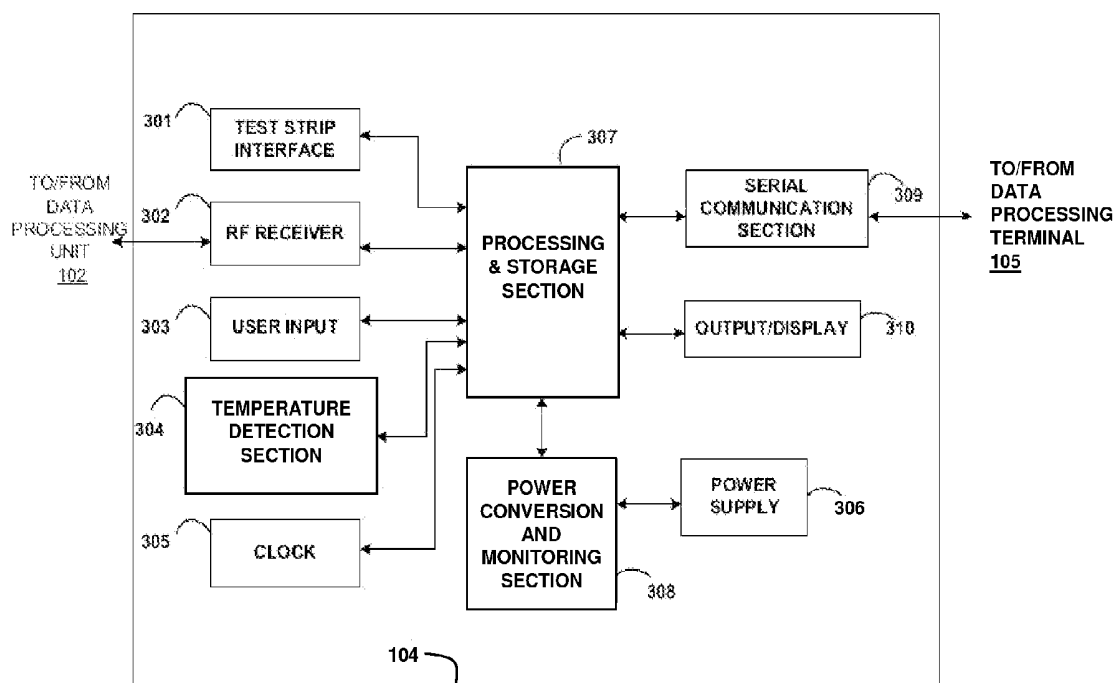 301
TEST STRIP
INTERFACE
TO/FROM
DATA
PROCESSING
UNIT
102
302
RF RECEIVER
303
USER INPUT
304
TEMPERATURE
DETECTION
SECTION
305
CLOCK
307
PROCESSING
& STORAGE
SECTION
POWER
CONVERSION
AND
MONITORING
SECTION
308
SERIAL
COMMUNICATION
SECTION
309
TO/FROM
DATA
PROCESSING
TERMINAL
105
OUTPUT/DISPLAY
310
POWER
SUPPLY
306
104